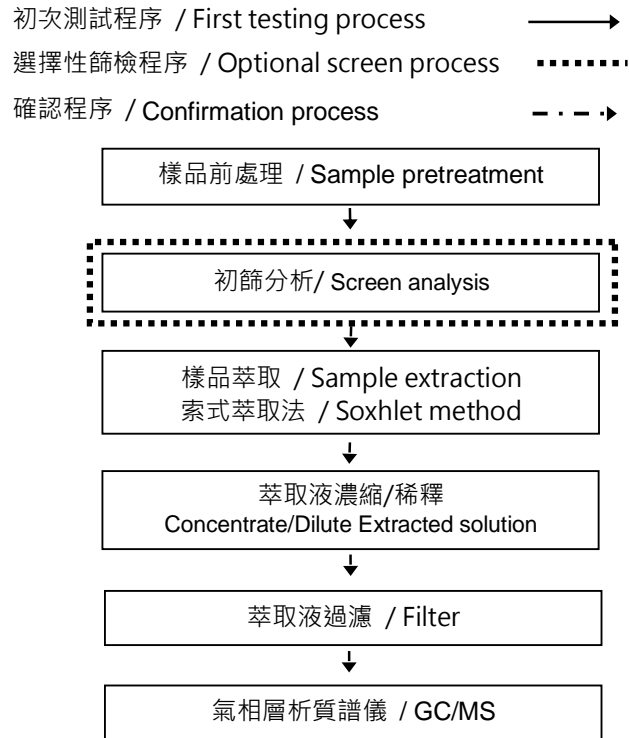 初次測試程序 / First testing process
選擇性篩檢程序 / Optional screen process
確認程序 / Confirmation process
樣品前處理 / Sample pretreatment
初篩分析/ Screen analysis
樣品萃取 / Sample extraction
索式萃取法 / Soxhlet method
萃取液濃縮/稀釋
Concentrate/Dilute Extracted solution
萃取液過濾 / Filter
氣相層析質譜儀 / GC/MS